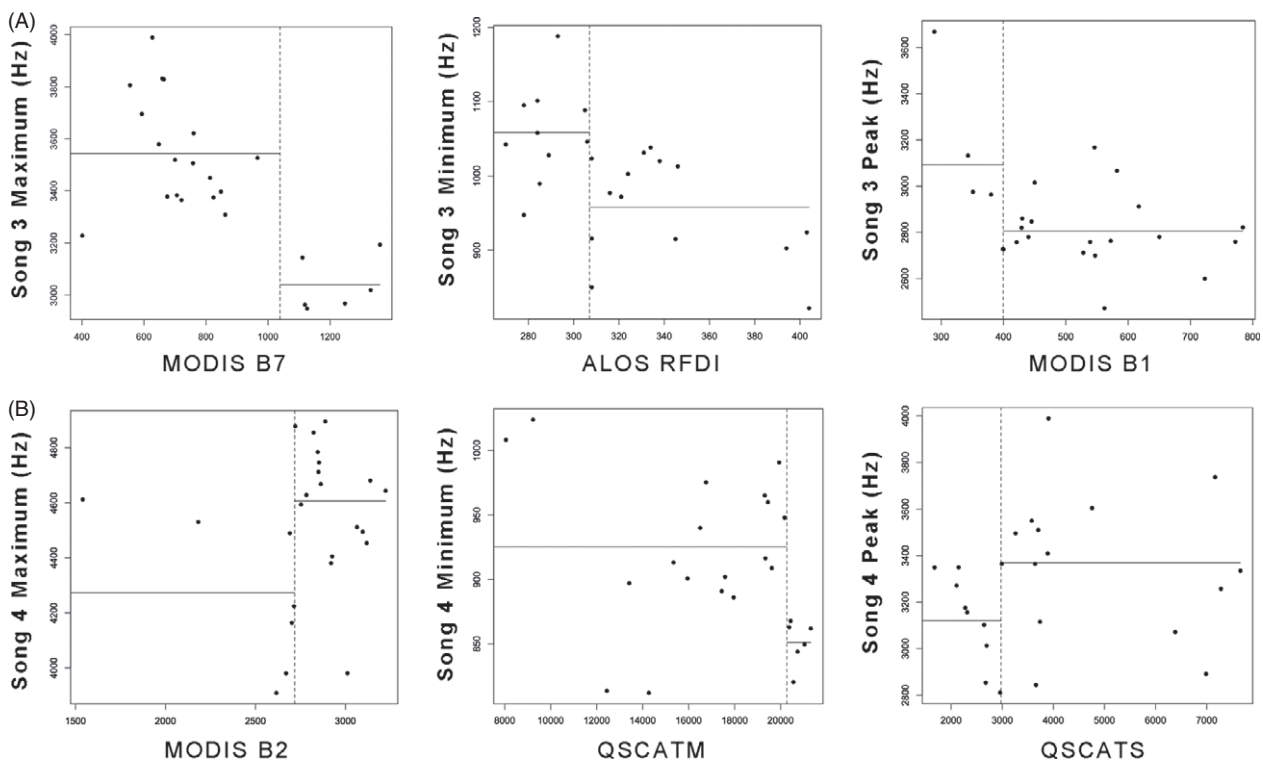 (A)
Song 3 Maximum (Hz)
3000 3200 3400 3600 3800 4000
400 600 800 1000 1200
MODIS B7
Song 3 Minimum (Hz)
900 1000 1100 1200
280 300 320 340 360 380 400
ALOS RFDI
Song 3 Peak (Hz)
2600 2800 3000 3200 3400 3600
300 400 500 600 700 800
MODIS B1
(B)
Song 4 Maximum (Hz)
4000 4200 4400 4600 4800
1500 2000 2500 3000
MODIS B2
Song 4 Minimum (Hz)
850 900 950 1000
8000 10000 12000 14000 16000 18000 20000
QSCATM
Song 4 Peak (Hz)
2800 3000 3200 3400 3600 3800 4000
2000 3000 4000 5000 6000 7000
QSCATS